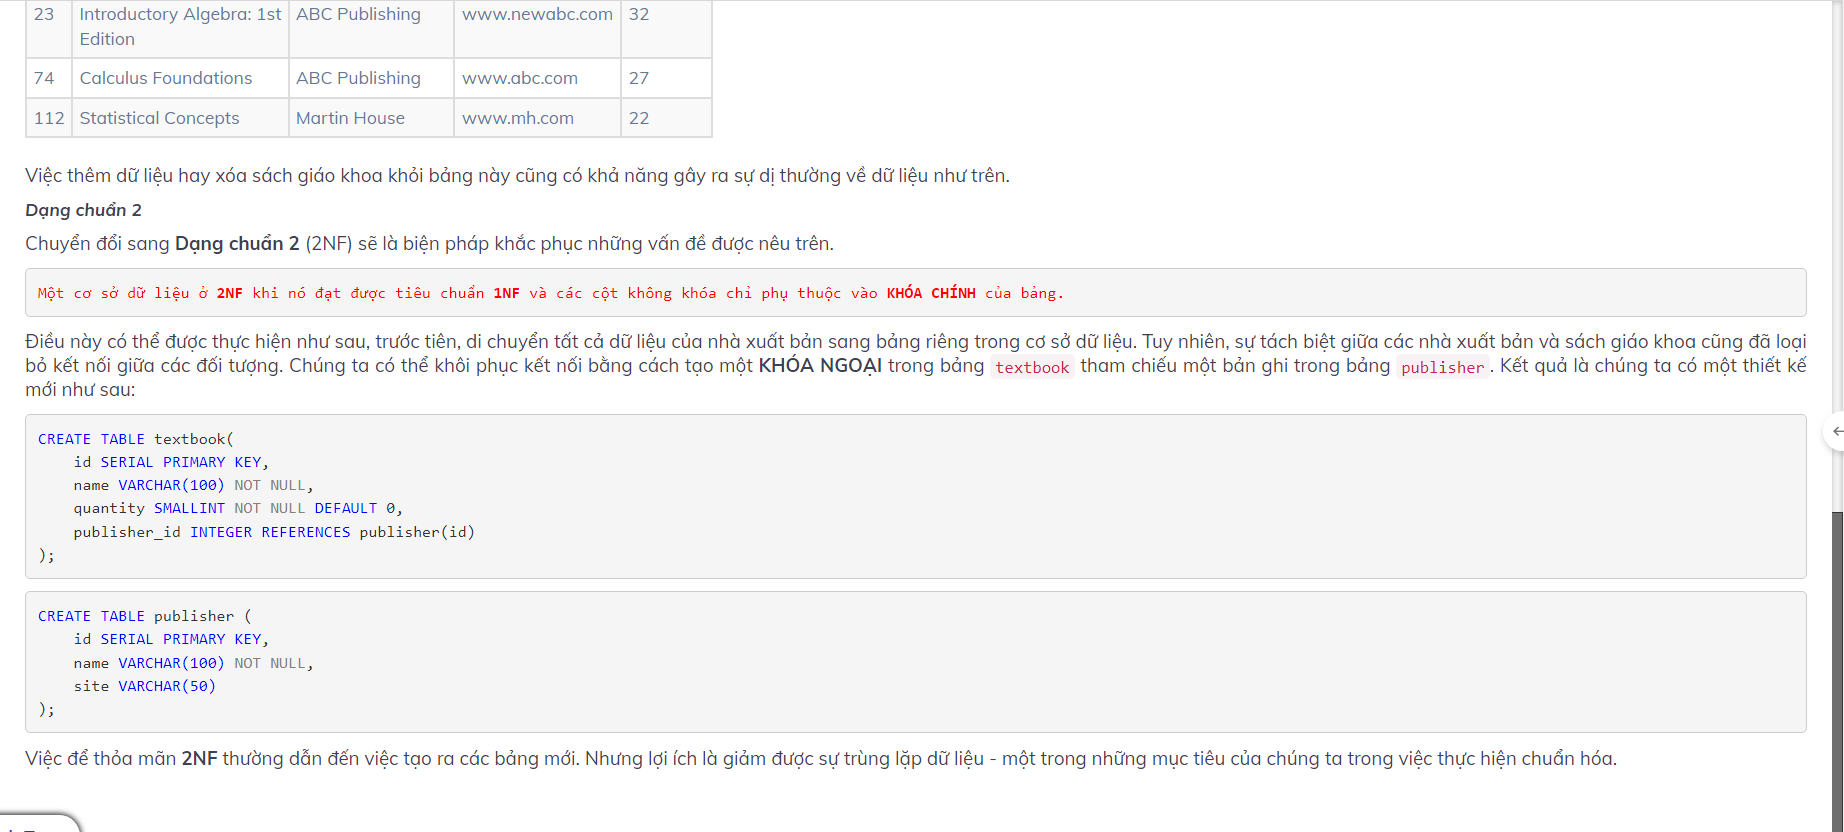 23 Introductory Algebra: 1st ABC Publishing www.newabc.com 32
Edition
74 Calculus Foundations ABC Publishing www.abc.com 27
112 Statistical Concepts Martin House www.mh.com 22
Việc thêm dữ liệu hay xóa sách giáo khoa khỏi bảng này cũng có khả năng gây ra sự dị thường về dữ liệu như trên.
Dạng chuẩn 2
Chuyển đổi sang Dạng chuẩn 2 (2NF) sẽ là biện pháp khắc phục những vấn đề được nêu trên.
Một cơ sở dữ liệu ở 2NF khi nó đạt được tiêu chuẩn 1NF và các cột không khóa chỉ phụ thuộc vào KHÓA CHÍNH của bảng.
Điều này có thể được thực hiện như sau, trước tiên, di chuyển tất cả dữ liệu của nhà xuất bản sang bảng riêng trong cơ sở dữ liệu. Tuy nhiên, sự tách biệt giữa các nhà xuất bản và sách giáo khoa cũng đã loại
bỏ kết nối giữa các đối tượng. Chúng ta có thể khôi phục kết nối bằng cách tạo một KHÓA NGOẠI trong bảng textbook tham chiếu một bản ghi trong bảng publisher. Kết quả là chúng ta có một thiết kế
mới như sau:
CREATE TABLE textbook(
    id SERIAL PRIMARY KEY,
    name VARCHAR(100) NOT NULL,
    quantity SMALLINT NOT NULL DEFAULT 0,
    publisher_id INTEGER REFERENCES publisher(id)
);
CREATE TABLE publisher (
    id SERIAL PRIMARY KEY,
    name VARCHAR(100) NOT NULL,
    site VARCHAR(50)
);
Việc để thỏa mãn 2NF thường dẫn đến việc tạo ra các bảng mới. Nhưng lợi ích là giảm được sự trùng lặp dữ liệu - một trong những mục tiêu của chúng ta trong việc thực hiện chuẩn hóa.